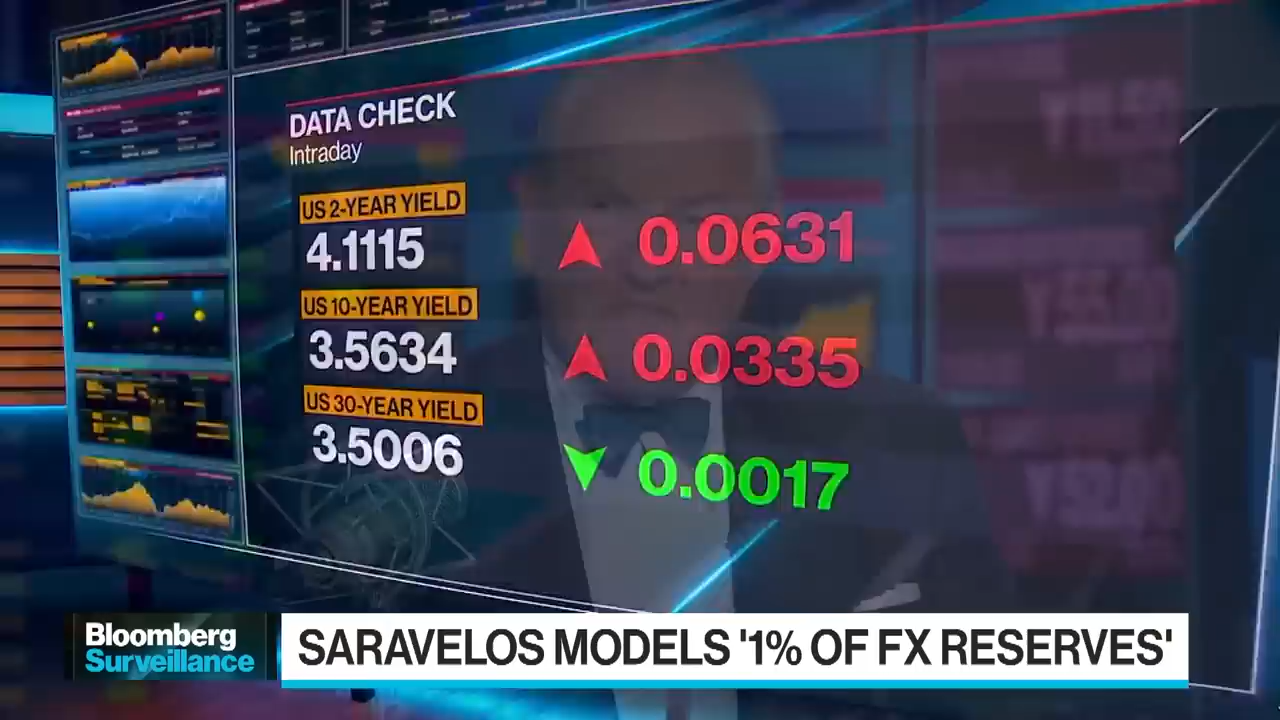 DATA CHECK
Intraday
US 2-YEAR YIELD
4.1115
▲ 0.0631
US 10-YEAR YIELD
3.5634
▲ 0.0335
US 30-YEAR YIELD
3.5006
▼ 0.0017
Bloomberg
Surveillance
SARAVELOS MODELS '1% OF FX RESERVES'